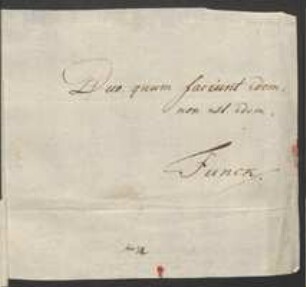 Duo quum faciunt idem,
non est idem.
Funck.